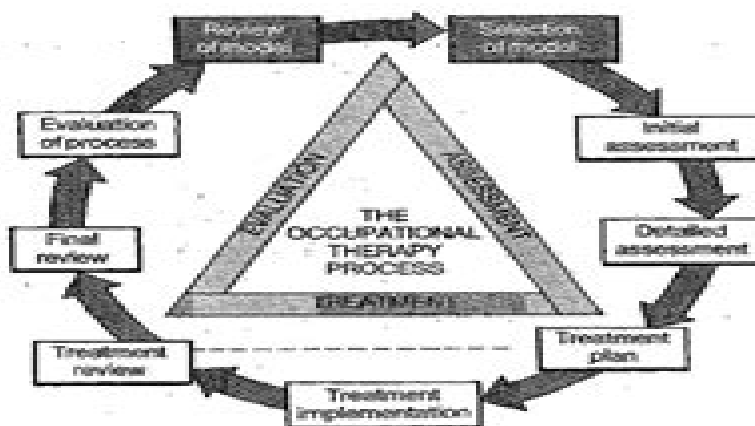 Review
of model
Selection
of model
Initial
assessment
Detailed
assessment
Treatment
plan
Treatment
implementation
Treatment
review
Final
review
Evaluation
of process
EVALUATION
ASSESSMENT
THE
OCCUPATIONAL
THERAPY
PROCESS
TREATMENT